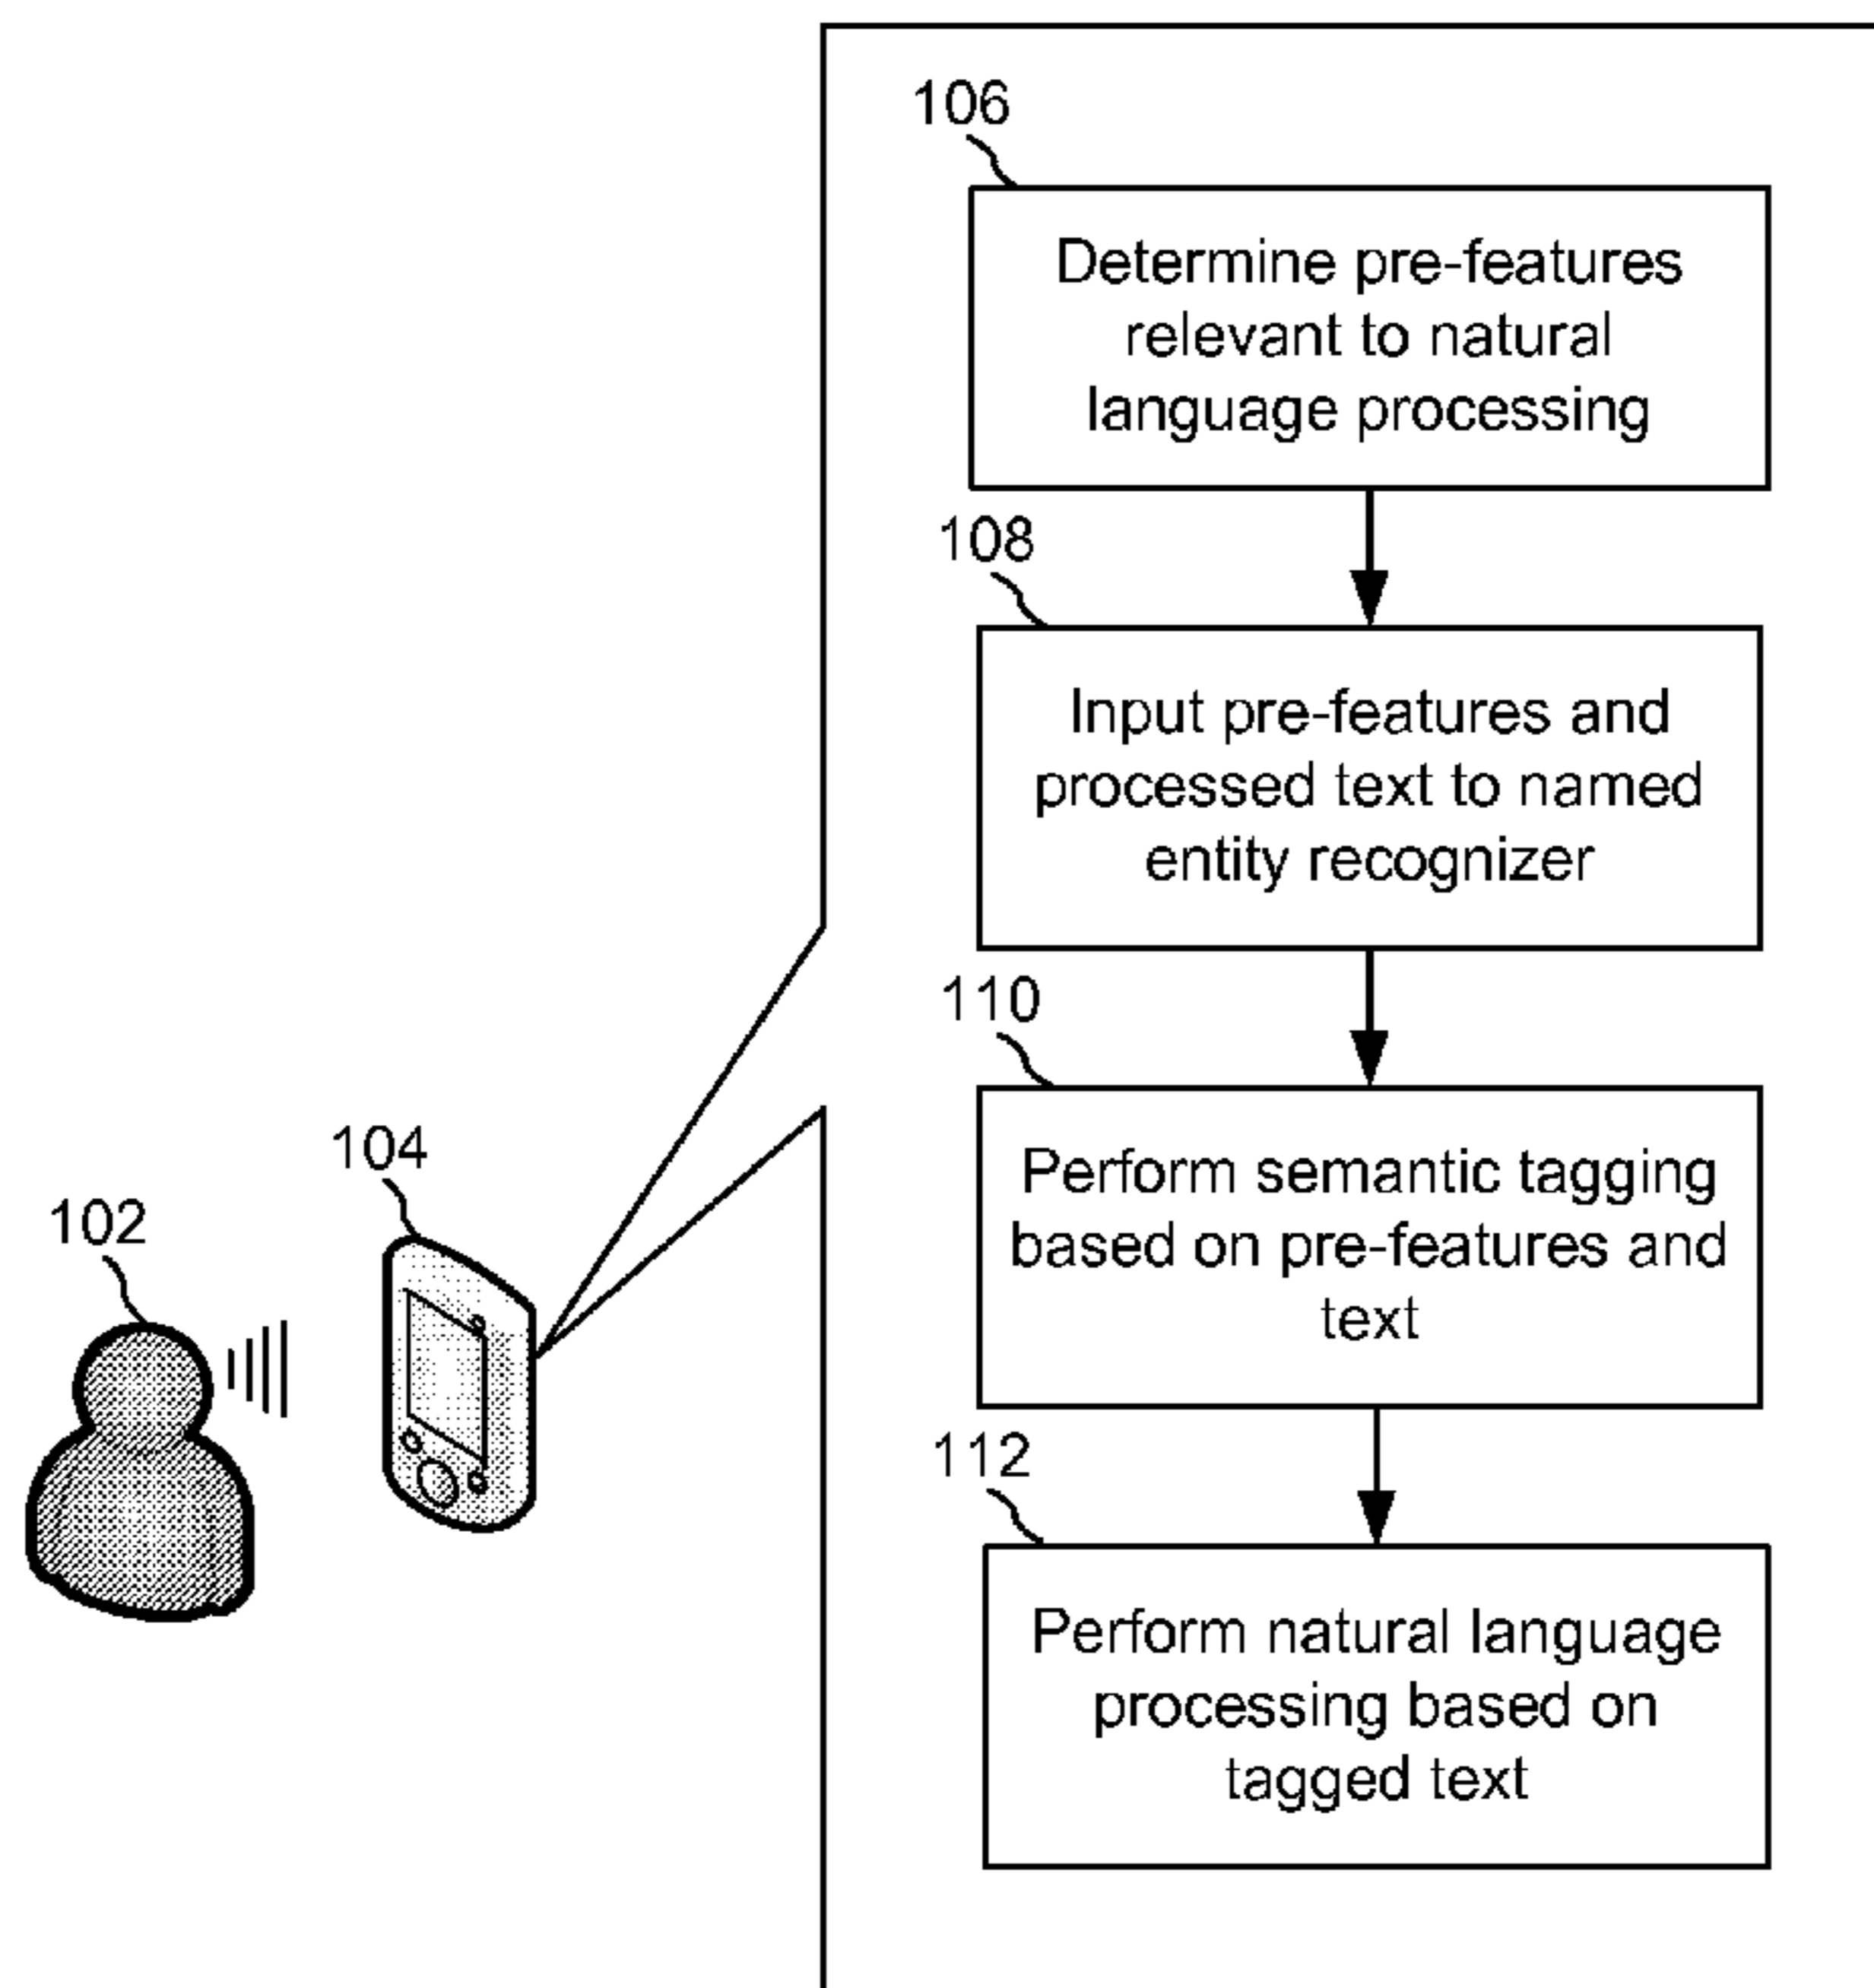 106
Determine pre-features
relevant to natural
language processing
108
Input pre-features and
processed text to named
entity recognizer
110
Perform semantic tagging
based on pre-features and
text
104
102
112
Perform natural language
processing based on
tagged text